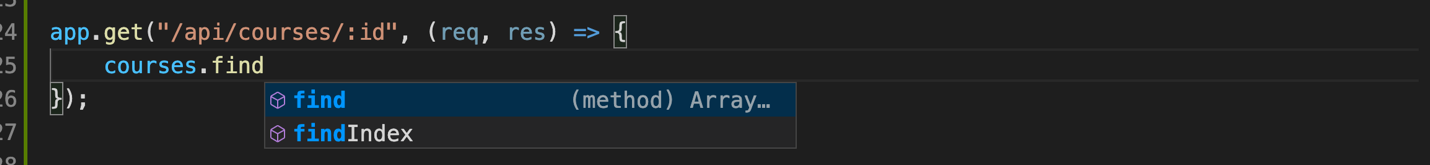 24 app.get("/api/courses/:id", (req, res) => {
25 courses.find
26 });
find (method) Array…
27
findIndex